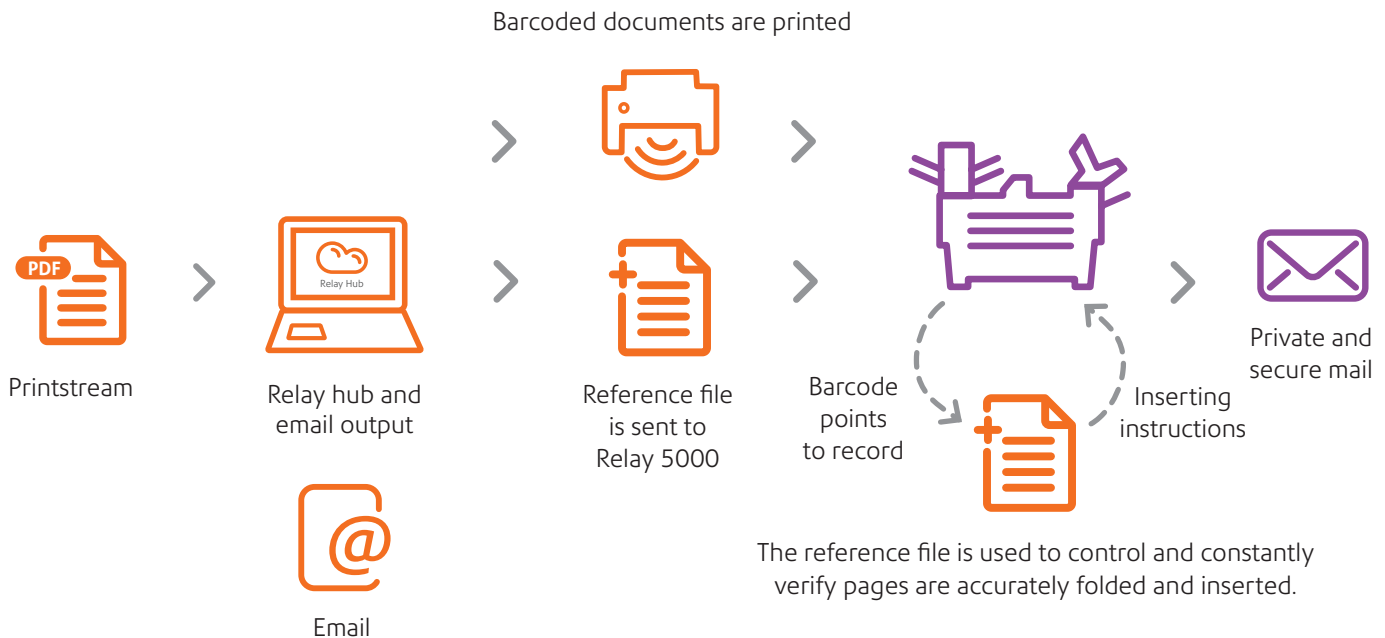 Barcoded documents are printed
PDF
Printstream
Relay Hub
Relay hub and
email output
@
Email
Reference file
is sent to
Relay 5000
Barcode
points
to record
Inserting
instructions
Private and
secure mail
The reference file is used to control and constantly
verify pages are accurately folded and inserted.